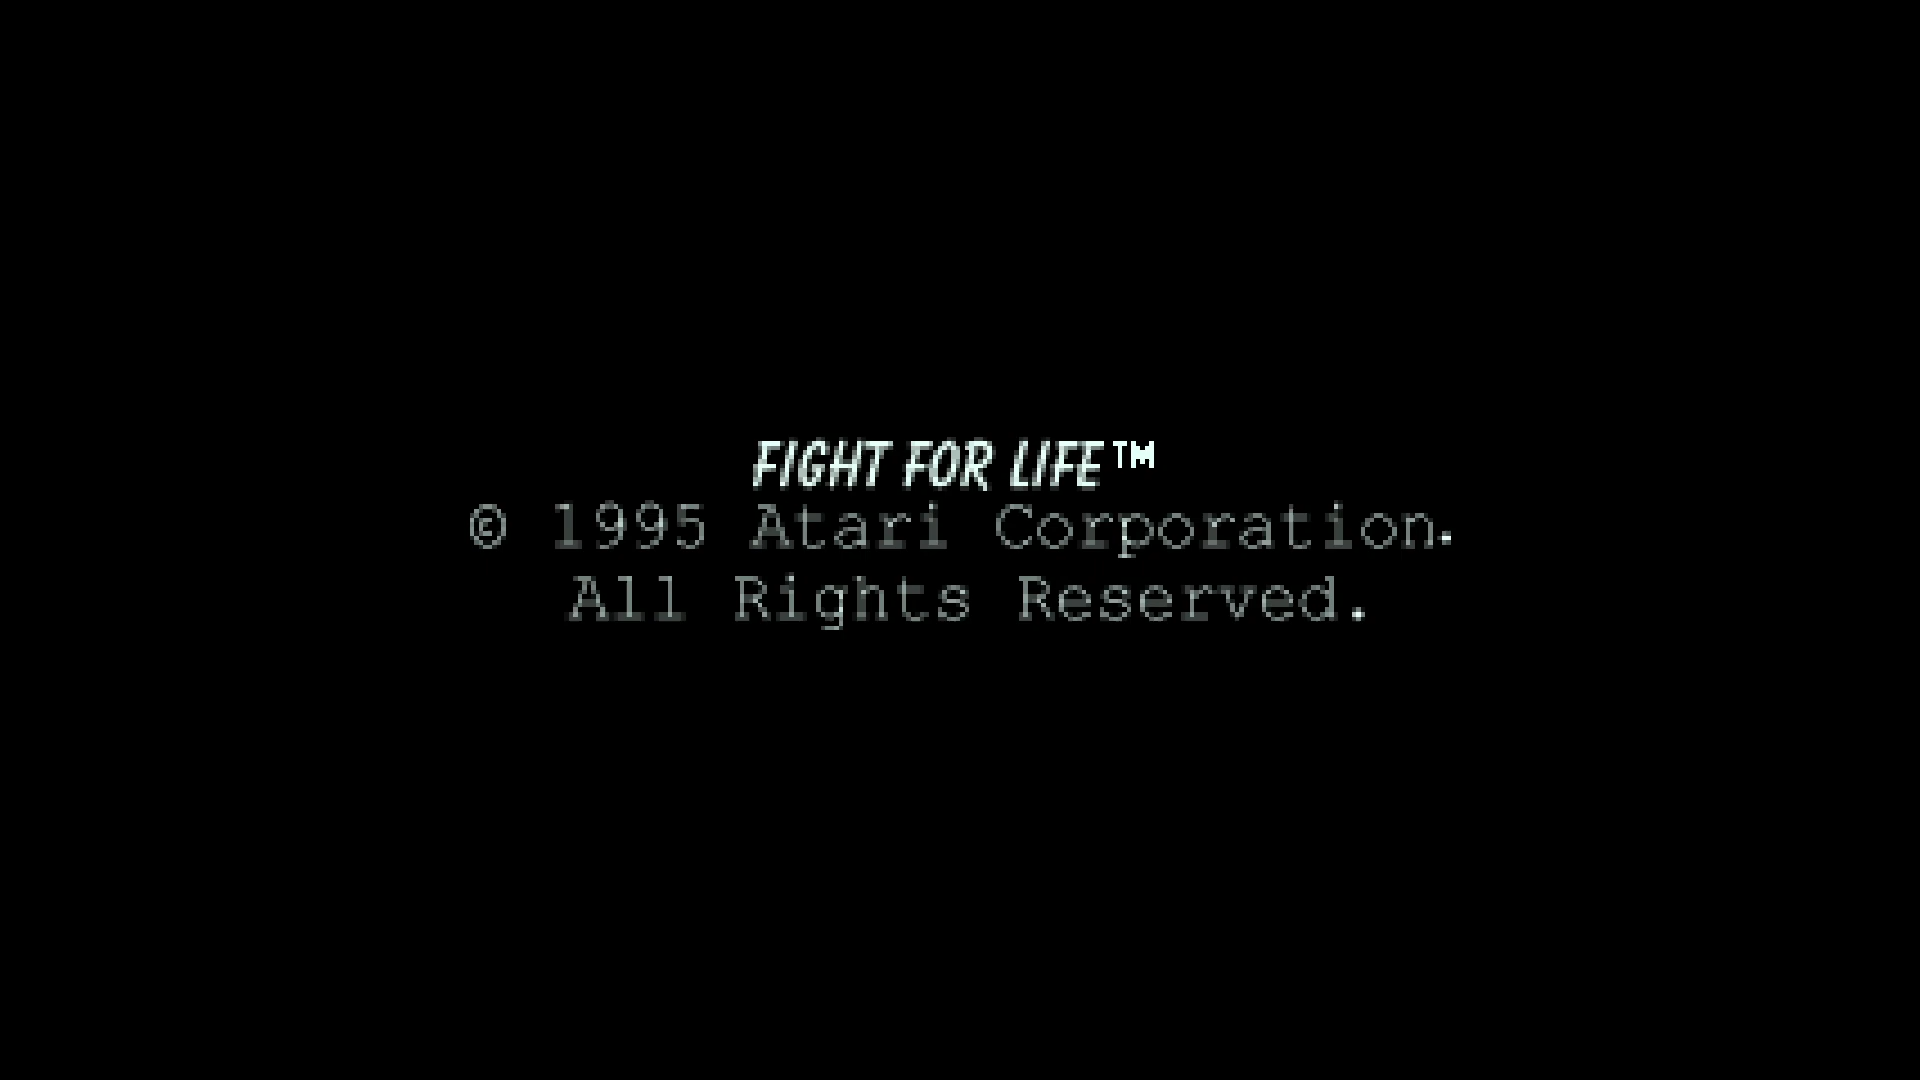 FIGHT FOR LIFE™
© 1995 Atari Corporation.
All Rights Reserved.